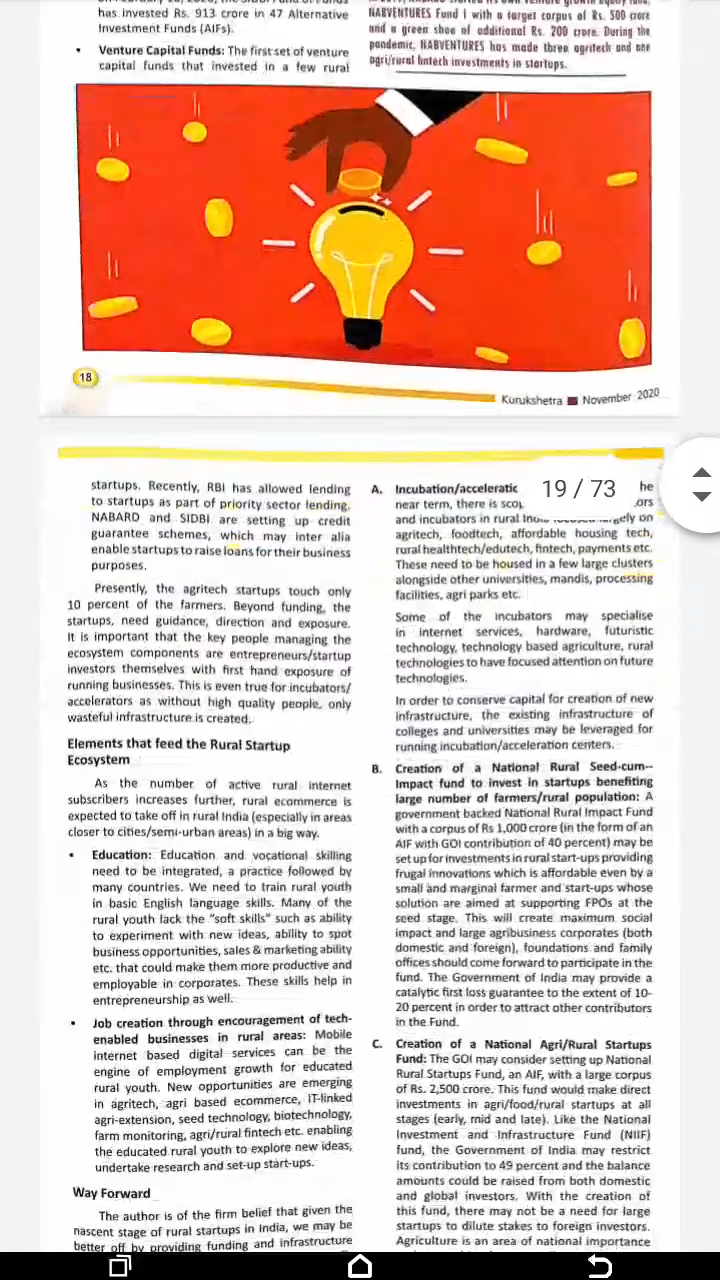 has invested Rs. 913 crore in 47 Alternative
Investment Funds (AIFs).
• Venture Capital Funds: The first set of venture
capital funds that invested in a few rural
NABVENTURES Fund I with a target corpus of Rs. 500 crore
and a green shoe of additional Rs. 200 crore. During the
pandemic, NABVENTURES has made three agritech and one
agri/rural fintech investments in startups.
18
Kurukshetra ■ November 2020
startups. Recently, RBI has allowed lending
to startups as part of priority sector lending.
NABARD and SIDBI are setting up credit
guarantee schemes, which may inter alia
enable startups to raise loans for their business
purposes.
Presently, the agritech startups touch only
10 percent of the farmers. Beyond funding, the
startups, need guidance, direction and exposure.
It is important that the key people managing the
ecosystem components are entrepreneurs/startup
investors themselves with first hand exposure of
running businesses. This is even true for incubators/
accelerators as without high quality people, only
wasteful infrastructure is created.
Elements that feed the Rural Startup
Ecosystem
As the number of active rural internet
subscribers increases further, rural ecommerce is
expected to take off in rural India (especially in areas
closer to cities/semi-urban areas) in a big way.
• Education: Education and vocational skilling
need to be integrated, a practice followed by
many countries. We need to train rural youth
in basic English language skills. Many of the
rural youth lack the "soft skills" such as ability
to experiment with new ideas, ability to spot
business opportunities, sales & marketing ability
etc. that could make them more productive and
employable in corporates. These skills help in
entrepreneurship as well.
• Job creation through encouragement of tech-
enabled businesses in rural areas: Mobile
internet based digital services can be the
engine of employment growth for educated
rural youth. New opportunities are emerging
in agritech, agri based ecommerce, IT-linked
agri-extension, seed technology, biotechnology,
farm monitoring, agri/rural fintech etc. enabling
the educated rural youth to explore new ideas,
undertake research and set-up start-ups.
Way Forward
The author is of the firm belief that given the
nascent stage of rural startups in India, we may be
better off by providing funding and infrastructure
19 / 73
A. Incubation/acceleratic he
near term, there is scop ors
and incubators in rural focused largely on
agritech, foodtech, affordable housing tech,
rural healthtech/edutech, fintech, payments etc.
These need to be housed in a few large clusters
alongside other universities, mandis, processing
facilities, agri parks etc.
Some of the incubators may specialise
in internet services, hardware, futuristic
technology, technology based agriculture, rural
technologies to have focused attention on future
technologies.
In order to conserve capital for creation of new
infrastructure, the existing infrastructure of
colleges and universities may be leveraged for
running incubation/acceleration centers.
B. Creation of a National Rural Seed-cum--
Impact fund to invest in startups benefiting
large number of farmers/rural population: A
government backed National Rural Impact Fund
with a corpus of Rs 1,000 crore (in the form of an
AIF with GOI contribution of 40 percent) may be
set up for investments in rural start-ups providing
frugal innovations which is affordable even by a
small and marginal farmer and start-ups whose
solution are aimed at supporting FPOs at the
seed stage. This will create maximum social
impact and large agribusiness corporates (both
domestic and foreign), foundations and family
offices should come forward to participate in the
fund. The Government of India may provide a
catalytic first loss guarantee to the extent of 10-
20 percent in order to attract other contributors
in the Fund.
C. Creation of a National Agri/Rural Startups
Fund: The GOI may consider setting up National
Rural Startups Fund, an AIF, with a large corpus
of Rs. 2,500 crore. This fund would make direct
investments in agri/food/rural startups at all
stages (early, mid and late). Like the National
Investment and Infrastructure Fund (NIIF)
fund, the Government of India may restrict
its contribution to 49 percent and the balance
amounts could be raised from both domestic
and global investors. With the creation of
this fund, there may not be a need for large
startups to dilute stakes to foreign investors.
Agriculture is an area of national importance